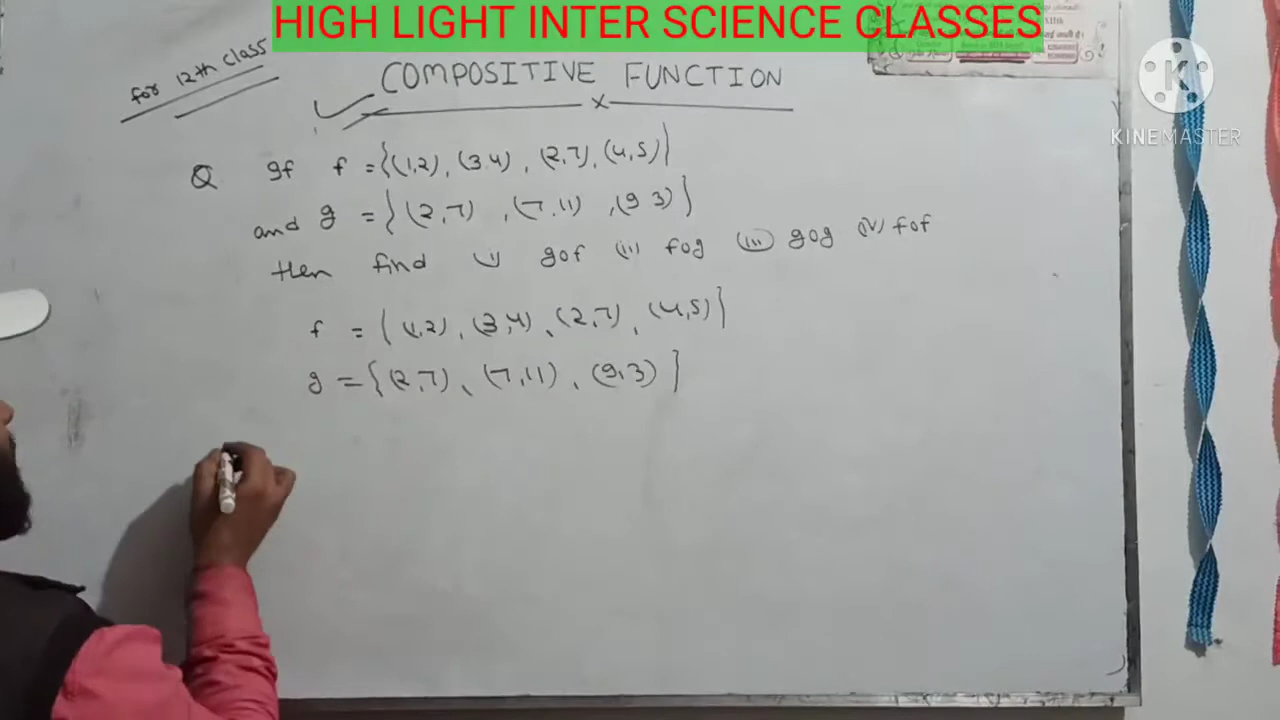 HIGH LIGHT INTER SCIENCE CLASSES
for 12th class
COMPOSITIVE FUNCTION
x
Q If f = {(1,2), (3,4), (2,7), (4,5)}
and g = {(2,7), (7,11), (9 3)}
then find (i) gof (ii) fog (iii) gog (iv) fof
f = {(1,2), (3,4), (2,7), (4,5)}
g = {(2,7), (7,11), (9,3)}
K
KINEMASTER